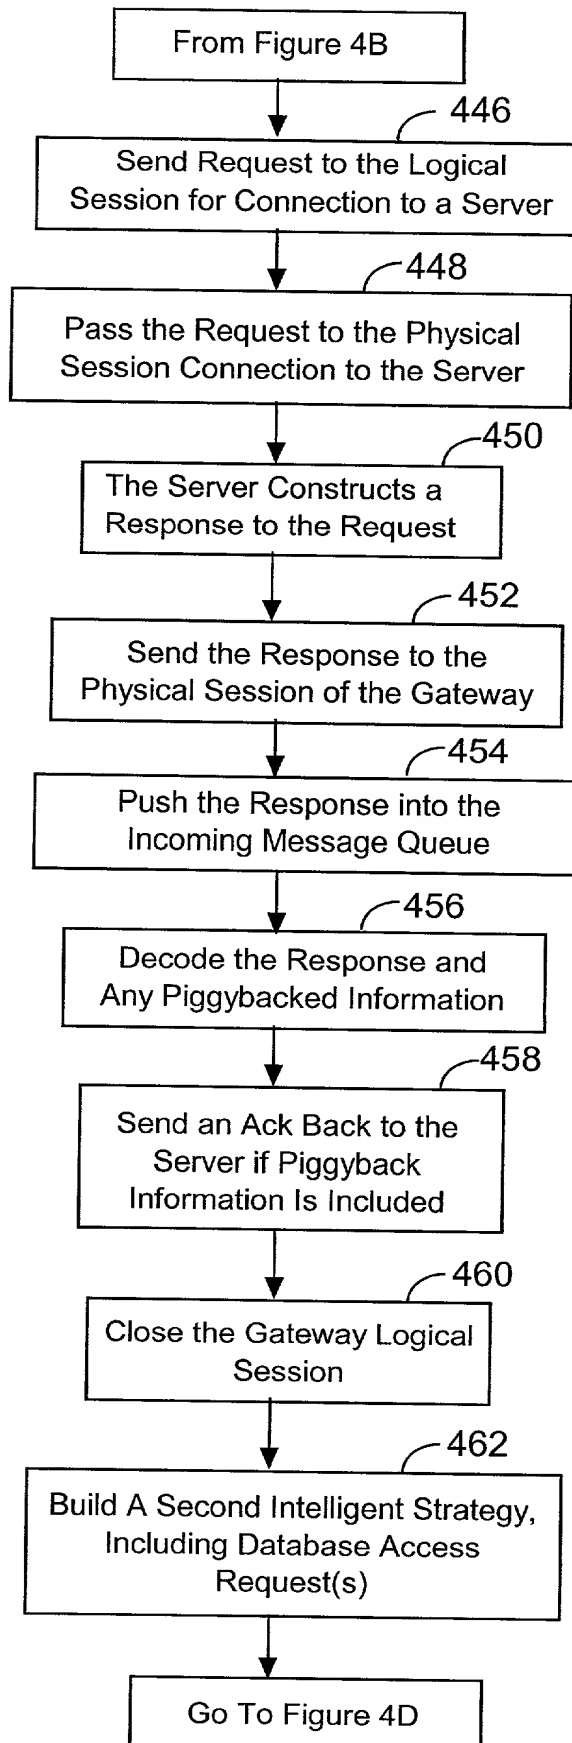 From Figure 4B
446
Send Request to the Logical
Session for Connection to a Server
448
Pass the Request to the Physical
Session Connection to the Server
450
The Server Constructs a
Response to the Request
452
Send the Response to the
Physical Session of the Gateway
454
Push the Response into the
Incoming Message Queue
456
Decode the Response and
Any Piggybacked Information
458
Send an Ack Back to the
Server if Piggyback
Information Is Included
460
Close the Gateway Logical
Session
462
Build A Second Intelligent Strategy,
Including Database Access
Request(s)
Go To Figure 4D